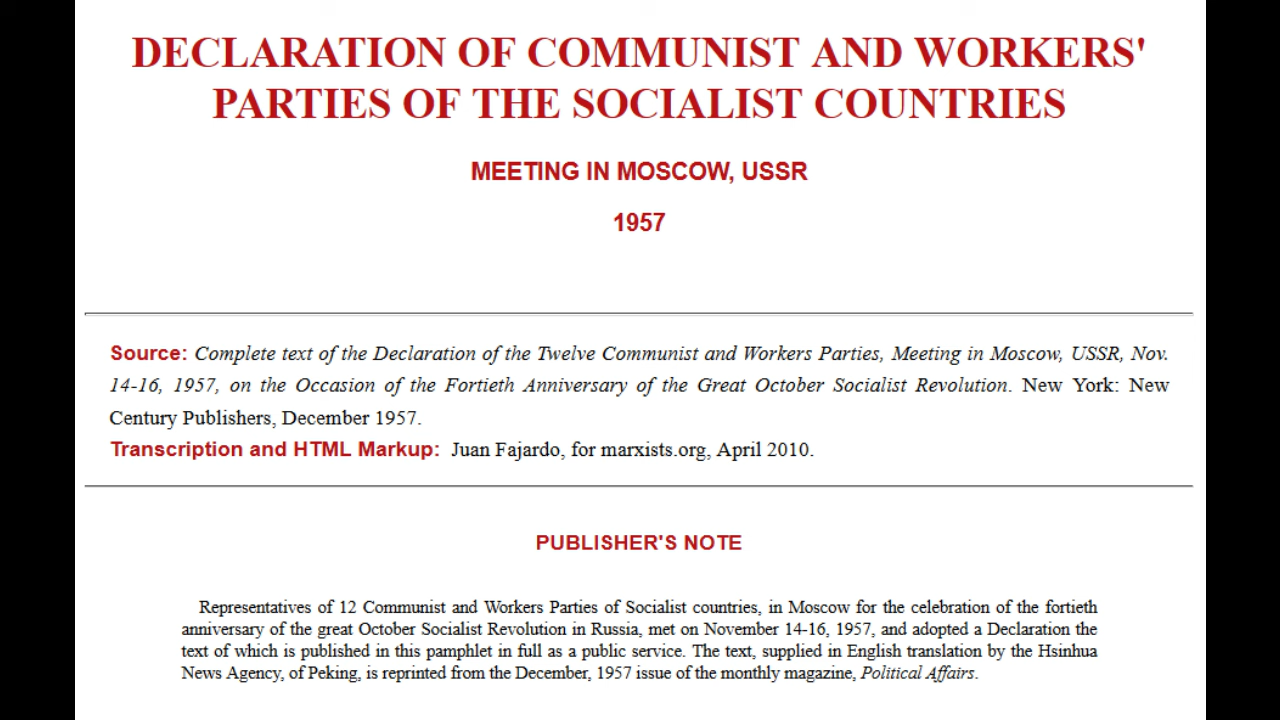 DECLARATION OF COMMUNIST AND WORKERS'
PARTIES OF THE SOCIALIST COUNTRIES
MEETING IN MOSCOW, USSR
1957
Source: Complete text of the Declaration of the Twelve Communist and Workers Parties, Meeting in Moscow, USSR, Nov.
14-16, 1957, on the Occasion of the Fortieth Anniversary of the Great October Socialist Revolution. New York: New
Century Publishers, December 1957.
Transcription and HTML Markup: Juan Fajardo, for marxists.org, April 2010.
PUBLISHER'S NOTE
Representatives of 12 Communist and Workers Parties of Socialist countries, in Moscow for the celebration of the fortieth
anniversary of the great October Socialist Revolution in Russia, met on November 14-16, 1957, and adopted a Declaration the
text of which is published in this pamphlet in full as a public service. The text, supplied in English translation by the Hsinhua
News Agency, of Peking, is reprinted from the December, 1957 issue of the monthly magazine, Political Affairs.